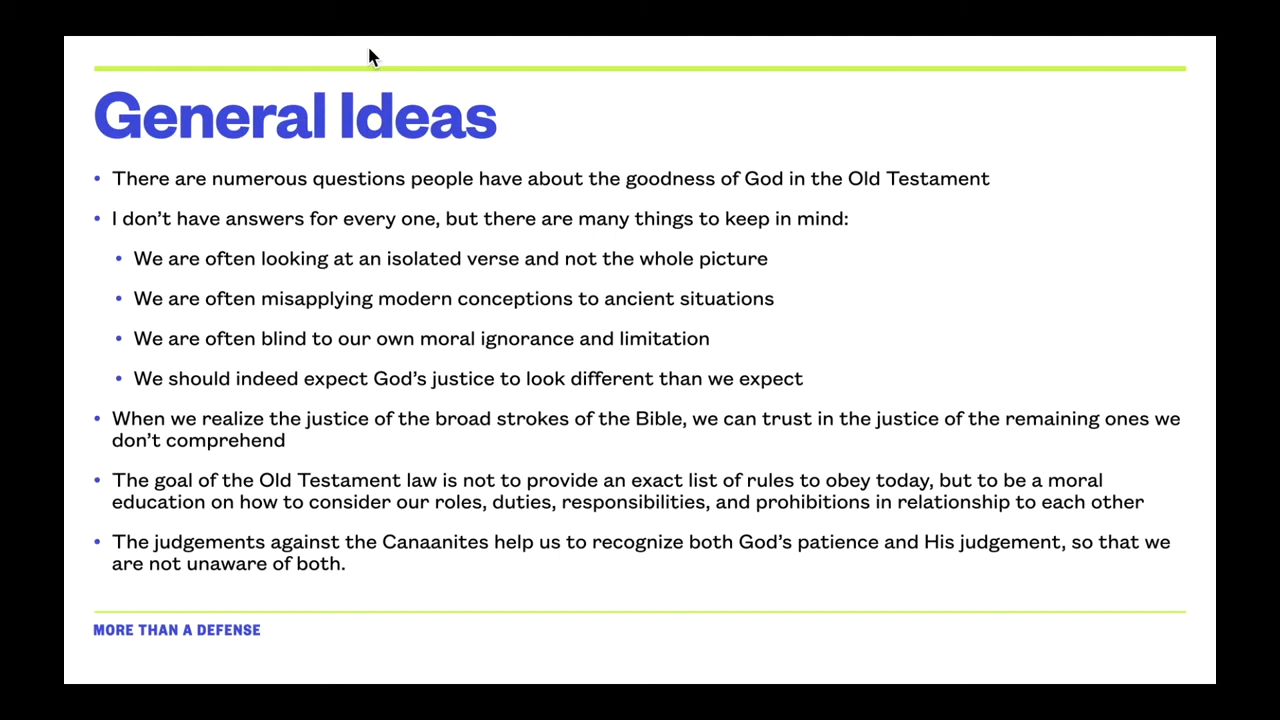 General Ideas
• There are numerous questions people have about the goodness of God in the Old Testament
• I don’t have answers for every one, but there are many things to keep in mind:
• We are often looking at an isolated verse and not the whole picture
• We are often misapplying modern conceptions to ancient situations
• We are often blind to our own moral ignorance and limitation
• We should indeed expect God’s justice to look different than we expect
• When we realize the justice of the broad strokes of the Bible, we can trust in the justice of the remaining ones we
don’t comprehend
• The goal of the Old Testament law is not to provide an exact list of rules to obey today, but to be a moral
education on how to consider our roles, duties, responsibilities, and prohibitions in relationship to each other
• The judgements against the Canaanites help us to recognize both God’s patience and His judgement, so that we
are not unaware of both.
MORE THAN A DEFENSE